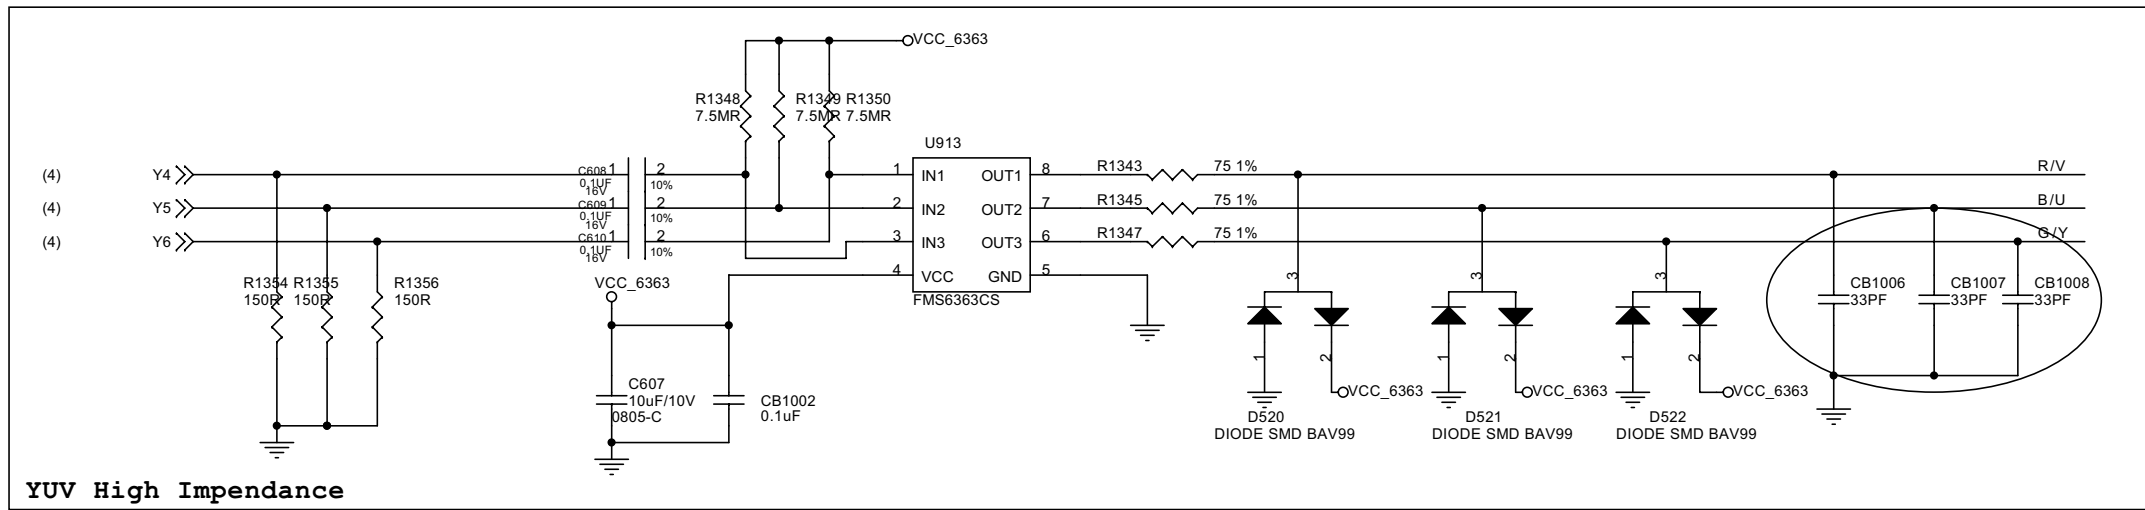 VCC_6363
R1348
7.5MR
R1349
7.5MR
R1350
7.5MR
U913
(4) Y4
C608 1 2
0.1UF
16V
10%
1 IN1 OUT1 8
R1343 75 1%
R/V
(4) Y5
C609 1 2
0.1UF
16V
10%
2 IN2 OUT2 7
R1345 75 1%
B/U
(4) Y6
C610 1 2
0.1UF
16V
10%
3 IN3 OUT3 6
R1347 75 1%
G/Y
4 VCC GND 5
FMS6363CS
R1354
150R
R1355
150R
R1356
150R
VCC_6363
C607
10uF/10V
0805-C
CB1002
0.1uF
3
1
2
VCC_6363
D520
DIODE SMD BAV99
3
1
2
VCC_6363
D521
DIODE SMD BAV99
3
1
2
VCC_6363
D522
DIODE SMD BAV99
CB1006
33PF
CB1007
33PF
CB1008
33PF
YUV High Impendance